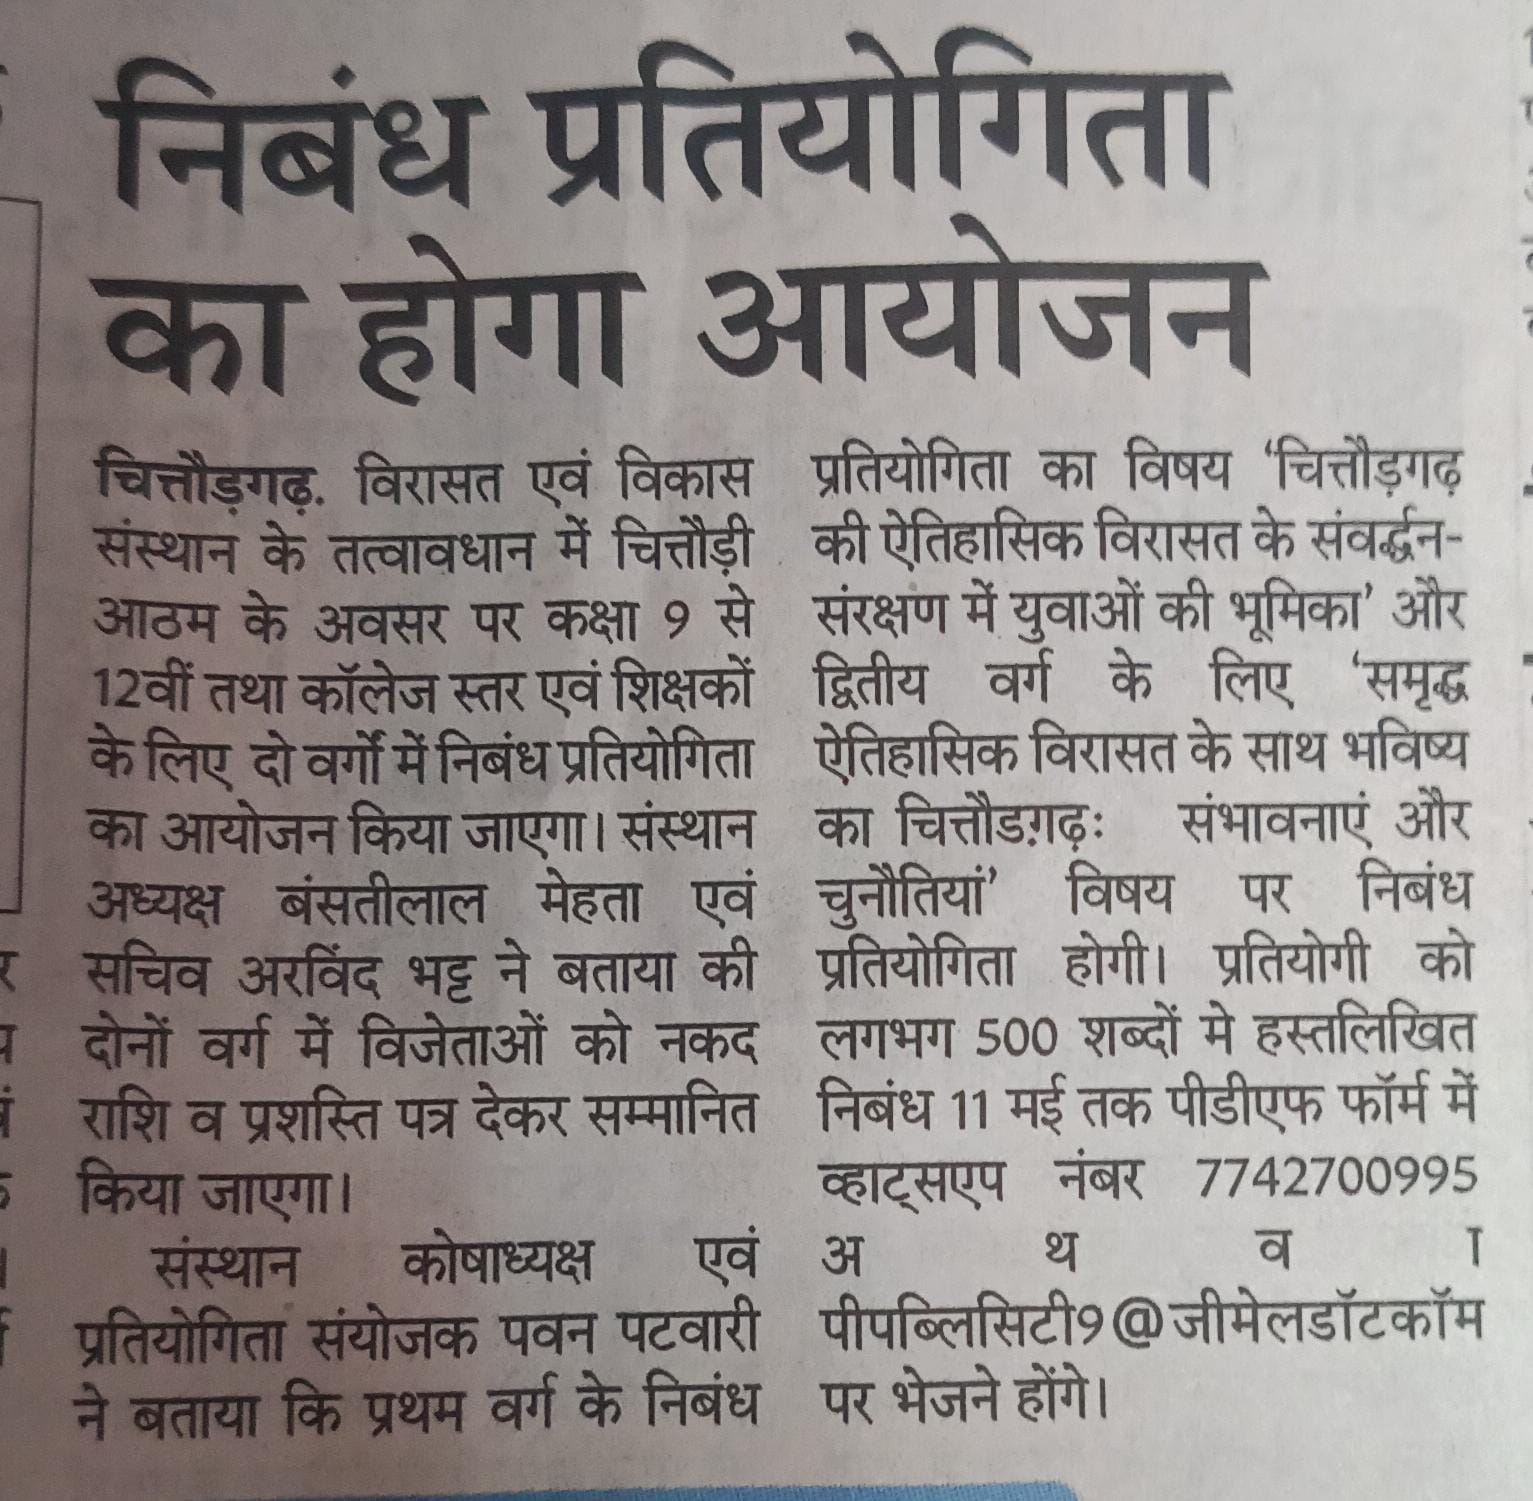 निबंध प्रतियोगिता
का होगा आयोजन
चित्तौड़गढ़. विरासत एवं विकास
संस्थान के तत्वावधान में चित्तौड़ी
आठम के अवसर पर कक्षा 9 से
12वीं तथा कॉलेज स्तर एवं शिक्षकों
के लिए दो वर्गों में निबंध प्रतियोगिता
का आयोजन किया जाएगा। संस्थान
अध्यक्ष बंसतीलाल मेहता एवं
सचिव अरविंद भट्ट ने बताया की
दोनों वर्ग में विजेताओं को नकद
राशि व प्रशस्ति पत्र देकर सम्मानित
किया जाएगा।
संस्थान कोषाध्यक्ष एवं
प्रतियोगिता संयोजक पवन पटवारी
ने बताया कि प्रथम वर्ग के निबंध
प्रतियोगिता का विषय ‘चित्तौड़गढ़
की ऐतिहासिक विरासत के संवर्द्धन-
संरक्षण में युवाओं की भूमिका’ और
द्वितीय वर्ग के लिए ‘समृद्ध
ऐतिहासिक विरासत के साथ भविष्य
का चित्तौडग़ढ़ः संभावनाएं और
चुनौतियां’ विषय पर निबंध
प्रतियोगिता होगी। प्रतियोगी को
लगभग 500 शब्दों मे हस्तलिखित
निबंध 11 मई तक पीडीएफ फॉर्म में
व्हाट्सएप नंबर 7742700995
अ थ व ा
पीपब्लिसिटी9@जीमेलडॉटकॉम
पर भेजने होंगे।